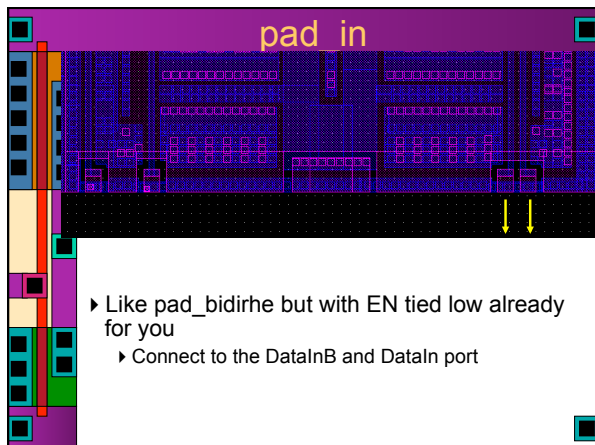 pad_in
Like pad_bidirhe but with EN tied low already
for you
Connect to the DataInB and DataIn port